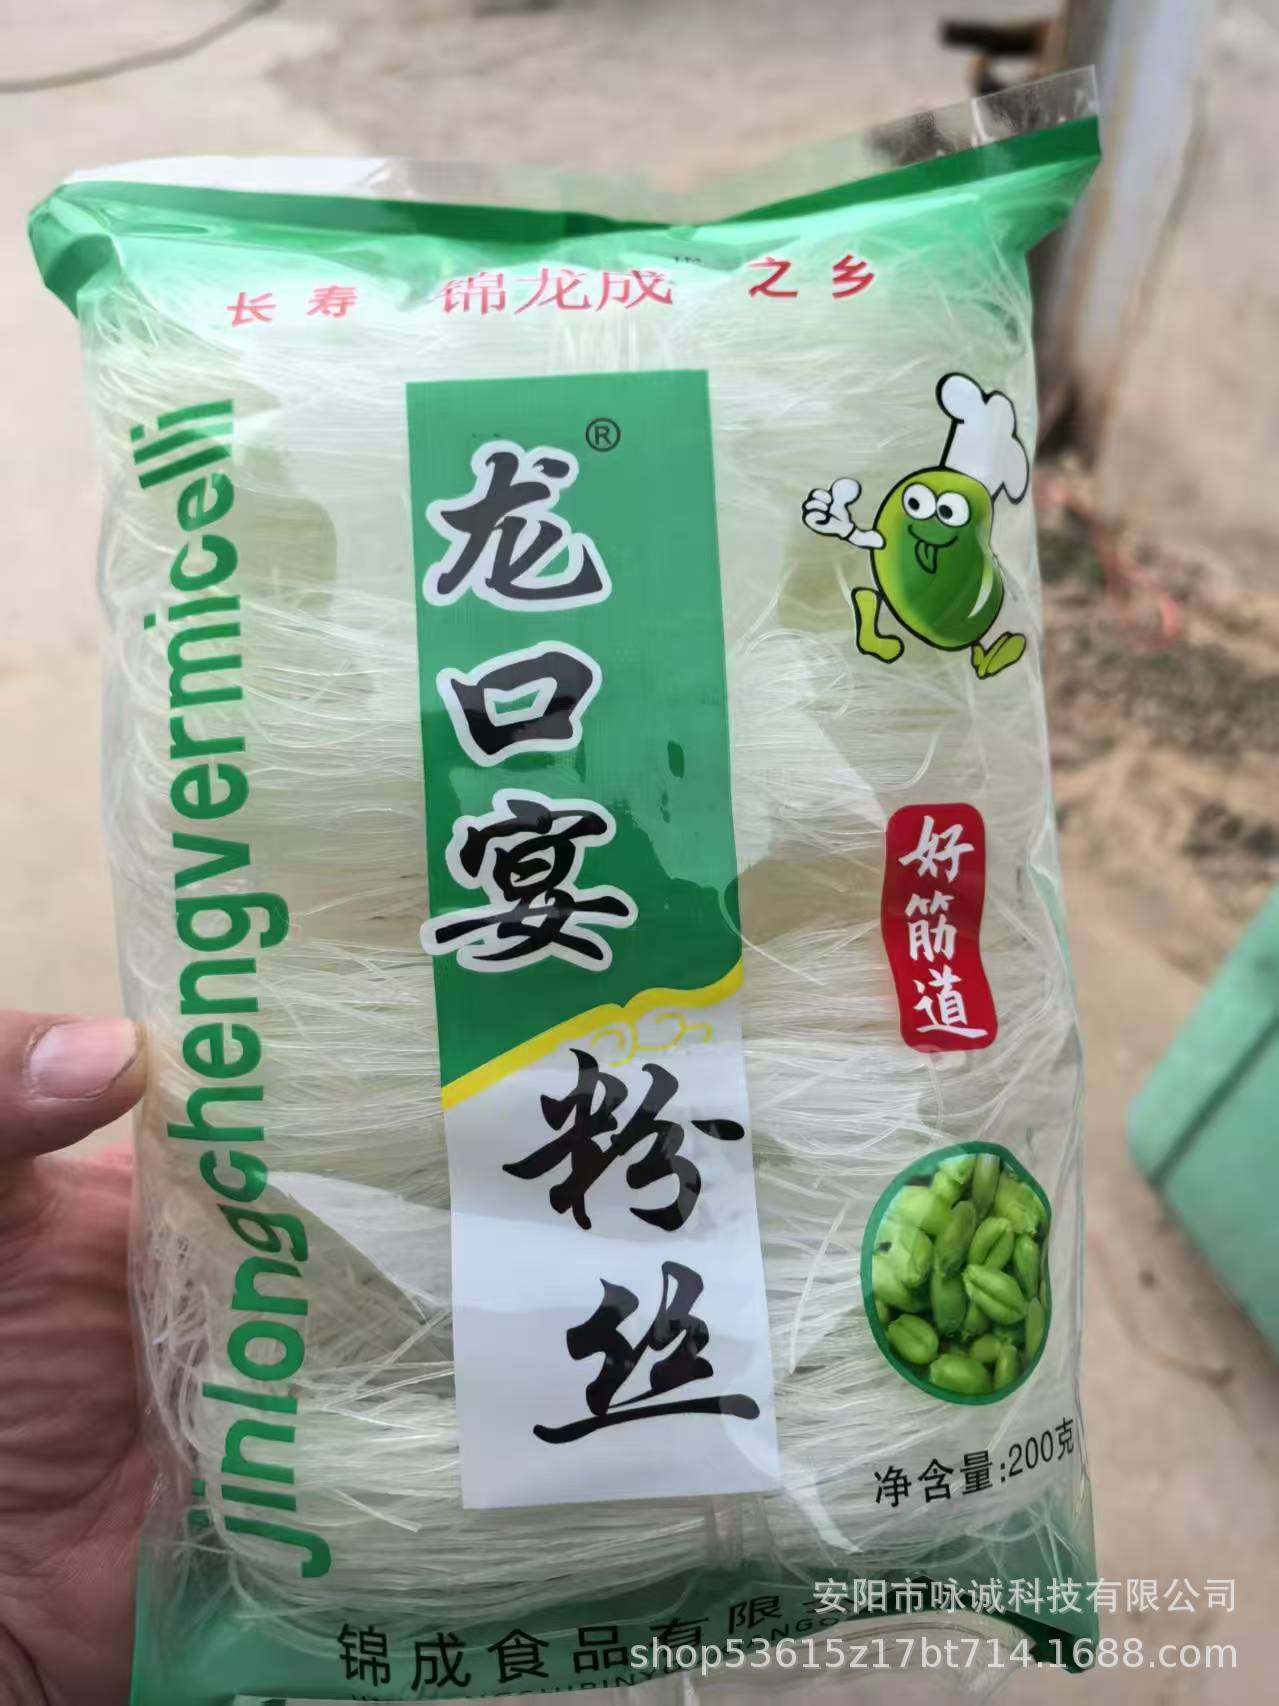 长寿 锦龙成 之乡
龙口宴®
粉丝
jinlongchengvermicelli
好筋道
净含量:200克
锦成食品有限
安阳市咏诚科技有限公司
shop53615z17bt714.1688.com